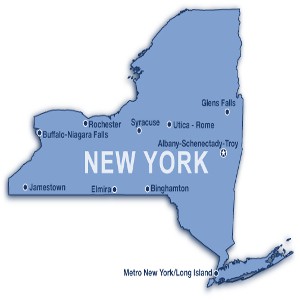 Glens Falls
Rochester
Syracuse
Utica - Rome
Buffalo-Niagara Falls
Albany-Schenectady-Troy
NEW YORK
Jamestown
Elmira
Binghamton
Metro New York/Long Island